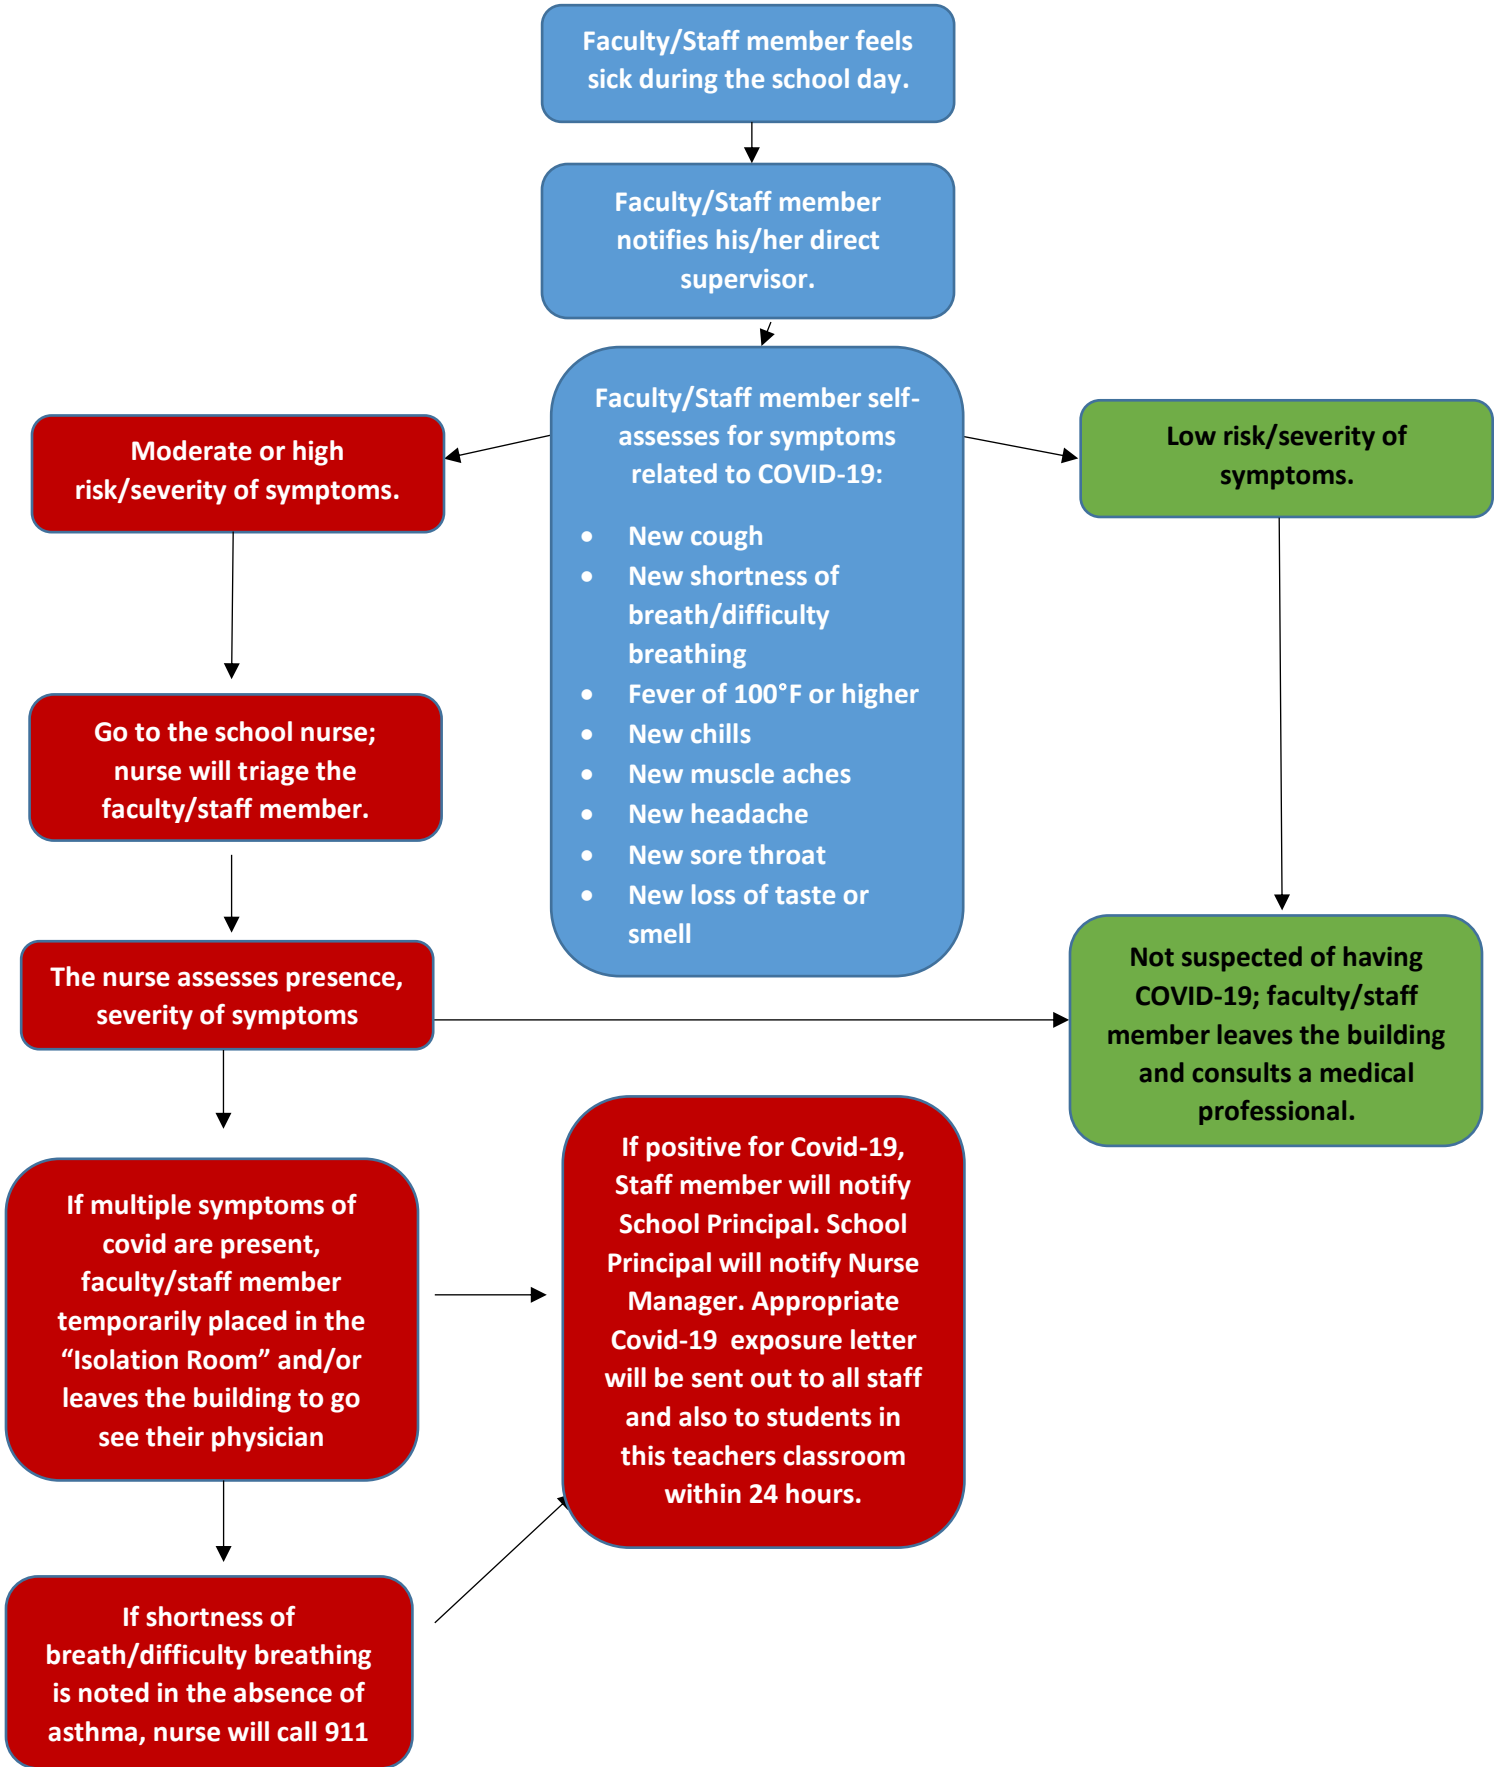 Faculty/Staff member feels
sick during the school day.
Faculty/Staff member
notifies his/her direct
supervisor.
Faculty/Staff member self-
assesses for symptoms
related to COVID-19:
• New cough
• New shortness of
breath/difficulty
breathing
• Fever of 100°F or higher
• New chills
• New muscle aches
• New headache
• New sore throat
• New loss of taste or
smell
Moderate or high
risk/severity of symptoms.
Go to the school nurse;
nurse will triage the
faculty/staff member.
The nurse assesses presence,
severity of symptoms
If multiple symptoms of
covid are present,
faculty/staff member
temporarily placed in the
“Isolation Room” and/or
leaves the building to go
see their physician
If shortness of
breath/difficulty breathing
is noted in the absence of
asthma, nurse will call 911
If positive for Covid-19,
Staff member will notify
School Principal. School
Principal will notify Nurse
Manager. Appropriate
Covid-19  exposure letter
will be sent out to all staff
and also to students in
this teachers classroom
within 24 hours.
Low risk/severity of
symptoms.
Not suspected of having
COVID-19; faculty/staff
member leaves the building
and consults a medical
professional.